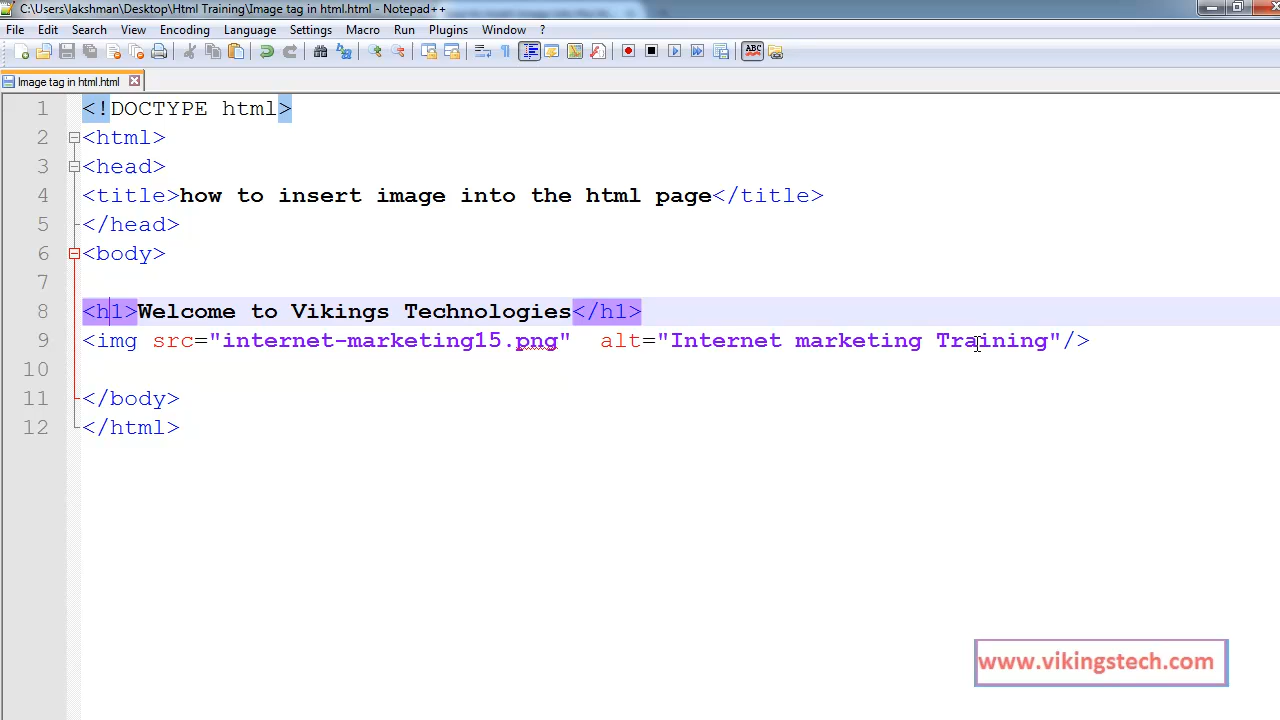 C:\Users\lakshman\Desktop\Html Training\Image tag in html.html - Notepad++
File Edit Search View Encoding Language Settings Macro Run Plugins Window ?
ABC
Image tag in html.html
1 <!DOCTYPE html>
2 <html>
3 <head>
4 <title>how to insert image into the html page</title>
5 </head>
6 <body>
7
8 <h1>Welcome to Vikings Technologies</h1>
9 <img src="internet-marketing15.png"  alt="Internet marketing Training"/>
10
11 </body>
12 </html>
www.vikingstech.com